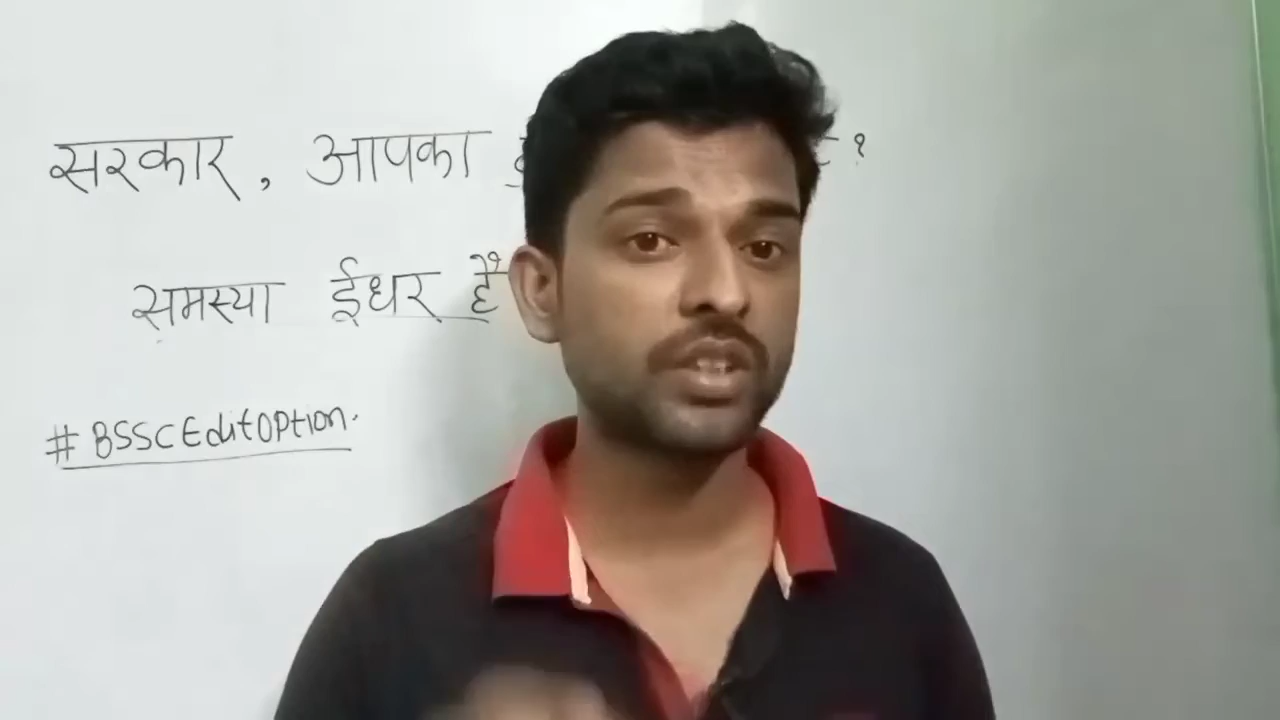 सरकार, आपका ?
समस्या ईधर है
#BSSCEditOption.